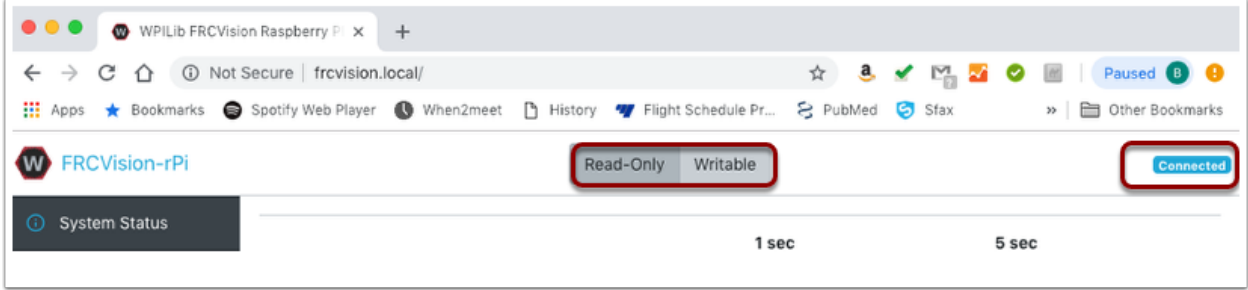 WPILib FRCVision Raspberry P
Not Secure frcvision.local/ Paused B
Apps Bookmarks Spotify Web Player When2meet History Flight Schedule Pr... PubMed Sfax » Other Bookmarks
W FRCVision-rPi Read-Only Writable Connected
System Status
1 sec 5 sec